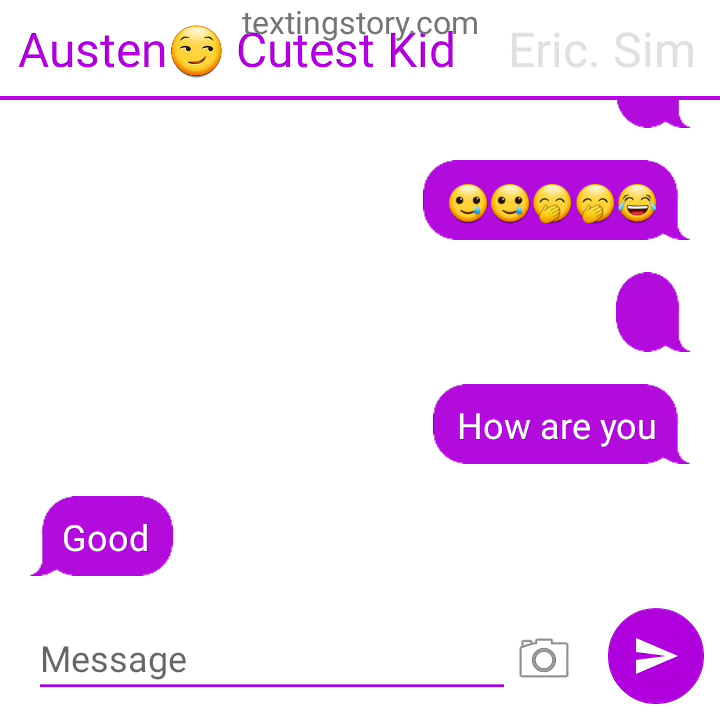 textingstory.com
Austen😏 Cutest Kid Eric. Sim
🥲🥲🤭🤭😂
How are you
Good
Message